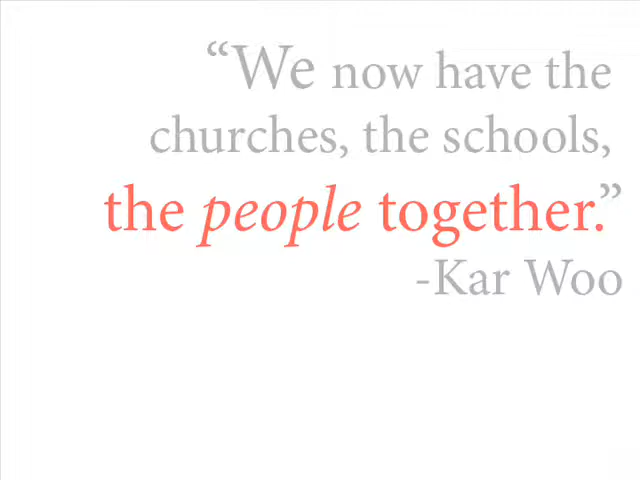 “We now have the
churches, the schools,
the people together.”
-Kar Woo